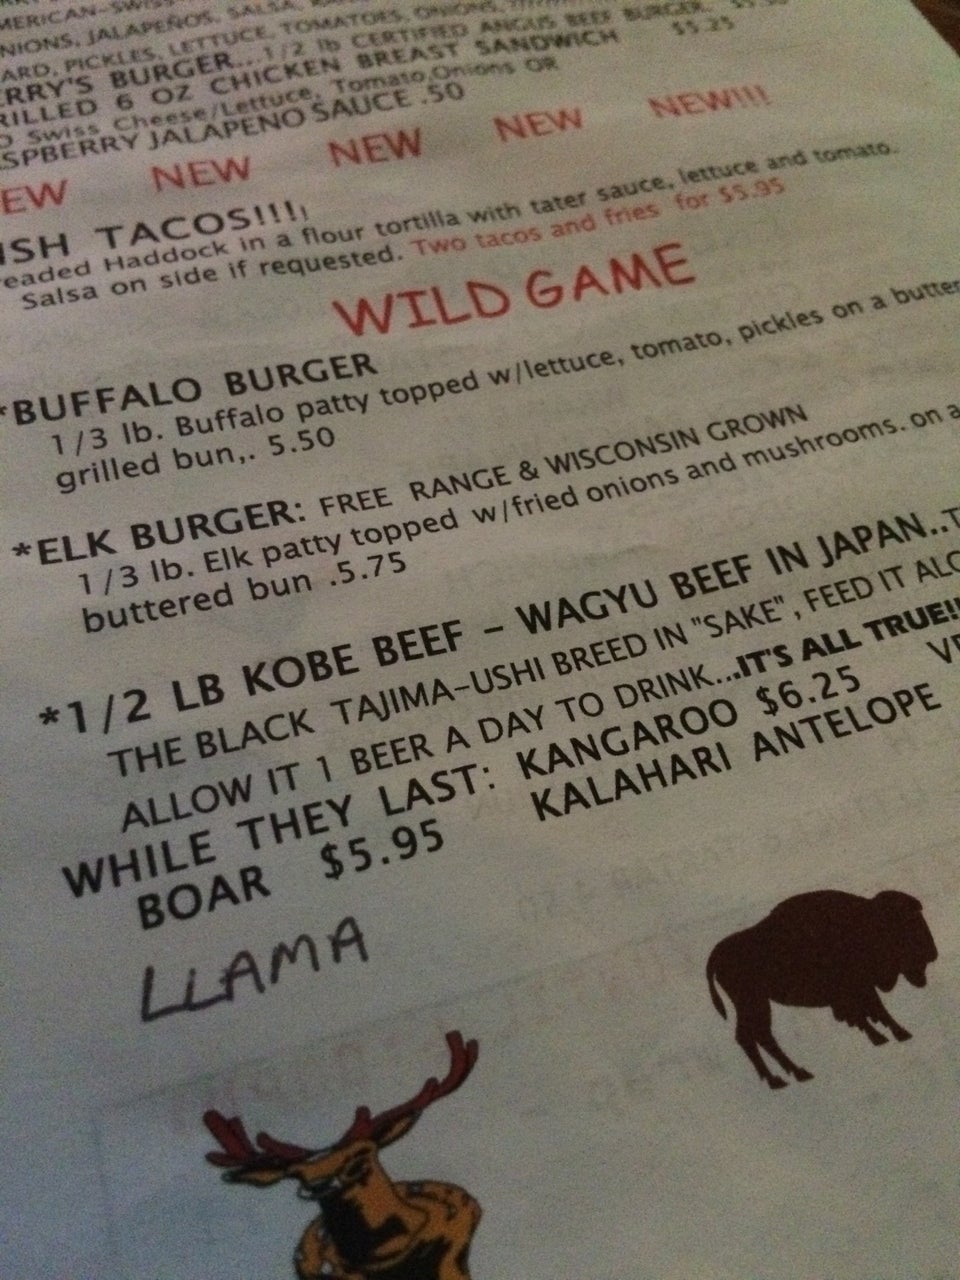 MERICAN-SWISS
NIONS, JALAPEÑOS, SALSA,
ARD, PICKLES, LETTUCE, TOMATOES, ONIONS,
ERRY'S BURGER...1/2 lb CERTIFIED ANGUS BEEF BURGER.
RILLED 6 OZ CHICKEN BREAST SANDWICH $5.25
Swiss Cheese/Lettuce, Tomato,Onions OR
SPBERRY JALAPENO SAUCE .50
EW NEW NEW NEW NEW!!!
ISH TACOS!!!!
readed Haddock in a flour tortilla with tater sauce, lettuce and tomato.
Salsa on side if requested. Two tacos and fries for $5.95
WILD GAME
*BUFFALO BURGER
1/3 lb. Buffalo patty topped w/lettuce, tomato, pickles on a butter
grilled bun,. 5.50
*ELK BURGER: FREE RANGE & WISCONSIN GROWN
1/3 lb. Elk patty topped w/fried onions and mushrooms. on a
buttered bun .5.75
*1/2 LB KOBE BEEF – WAGYU BEEF IN JAPAN..T
THE BLACK TAJIMA-USHI BREED IN "SAKE", FEED IT ALC
ALLOW IT 1 BEER A DAY TO DRINK...IT'S ALL TRUE!!
WHILE THEY LAST: KANGAROO $6.25
BOAR $5.95 KALAHARI ANTELOPE
LLAMA